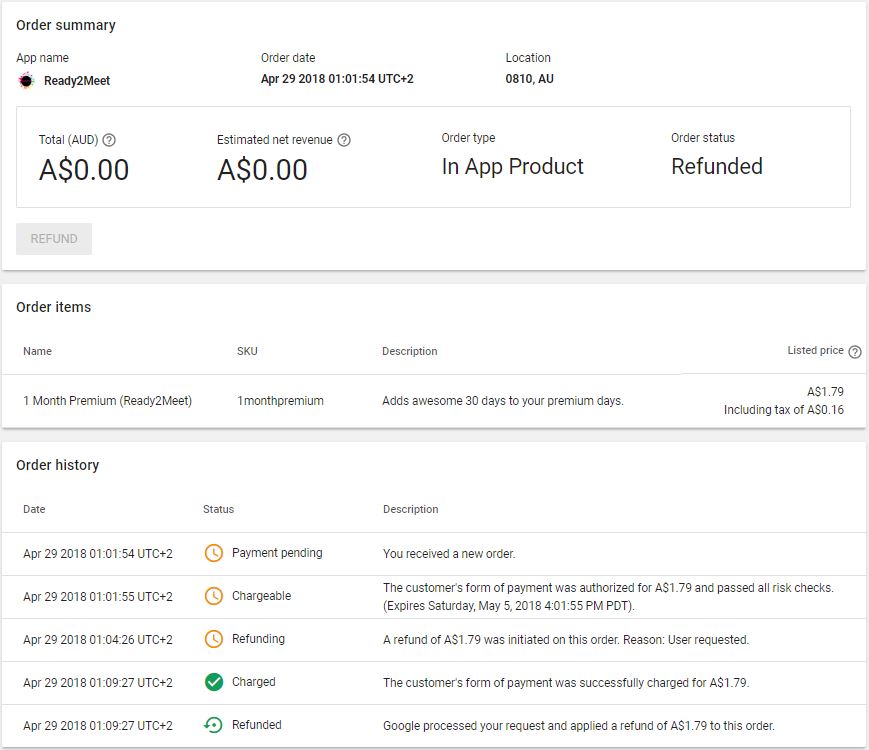 Order summary
App name
Order date
Location
Ready2Meet
Apr 29 2018 01:01:54 UTC+2
0810, AU
Total (AUD) ?
Estimated net revenue ?
Order type
Order status
A$0.00
A$0.00
In App Product
Refunded
REFUND
Order items
Name
SKU
Description
Listed price ?
1 Month Premium (Ready2Meet)
1monthpremium
Adds awesome 30 days to your premium days.
A$1.79
Including tax of A$0.16
Order history
Date
Status
Description
Apr 29 2018 01:01:54 UTC+2
Payment pending
You received a new order.
Apr 29 2018 01:01:55 UTC+2
Chargeable
The customer's form of payment was authorized for A$1.79 and passed all risk checks.
(Expires Saturday, May 5, 2018 4:01:55 PM PDT).
Apr 29 2018 01:04:26 UTC+2
Refunding
A refund of A$1.79 was initiated on this order. Reason: User requested.
Apr 29 2018 01:09:27 UTC+2
Charged
The customer's form of payment was successfully charged for A$1.79.
Apr 29 2018 01:09:27 UTC+2
Refunded
Google processed your request and applied a refund of A$1.79 to this order.